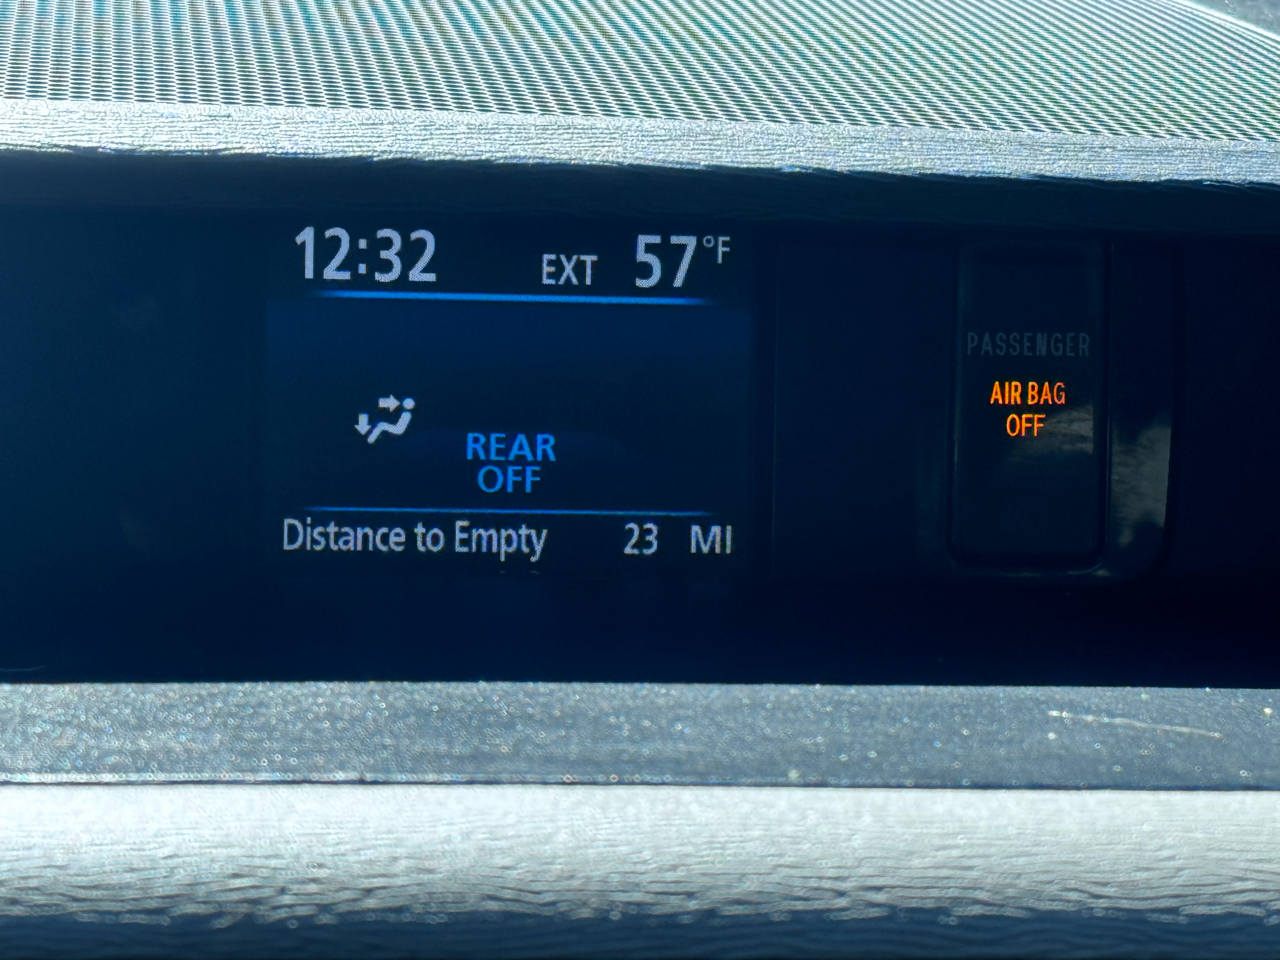 12:32 EXT 57°F
REAR
OFF
Distance to Empty 23 MI
PASSENGER
AIR BAG
OFF